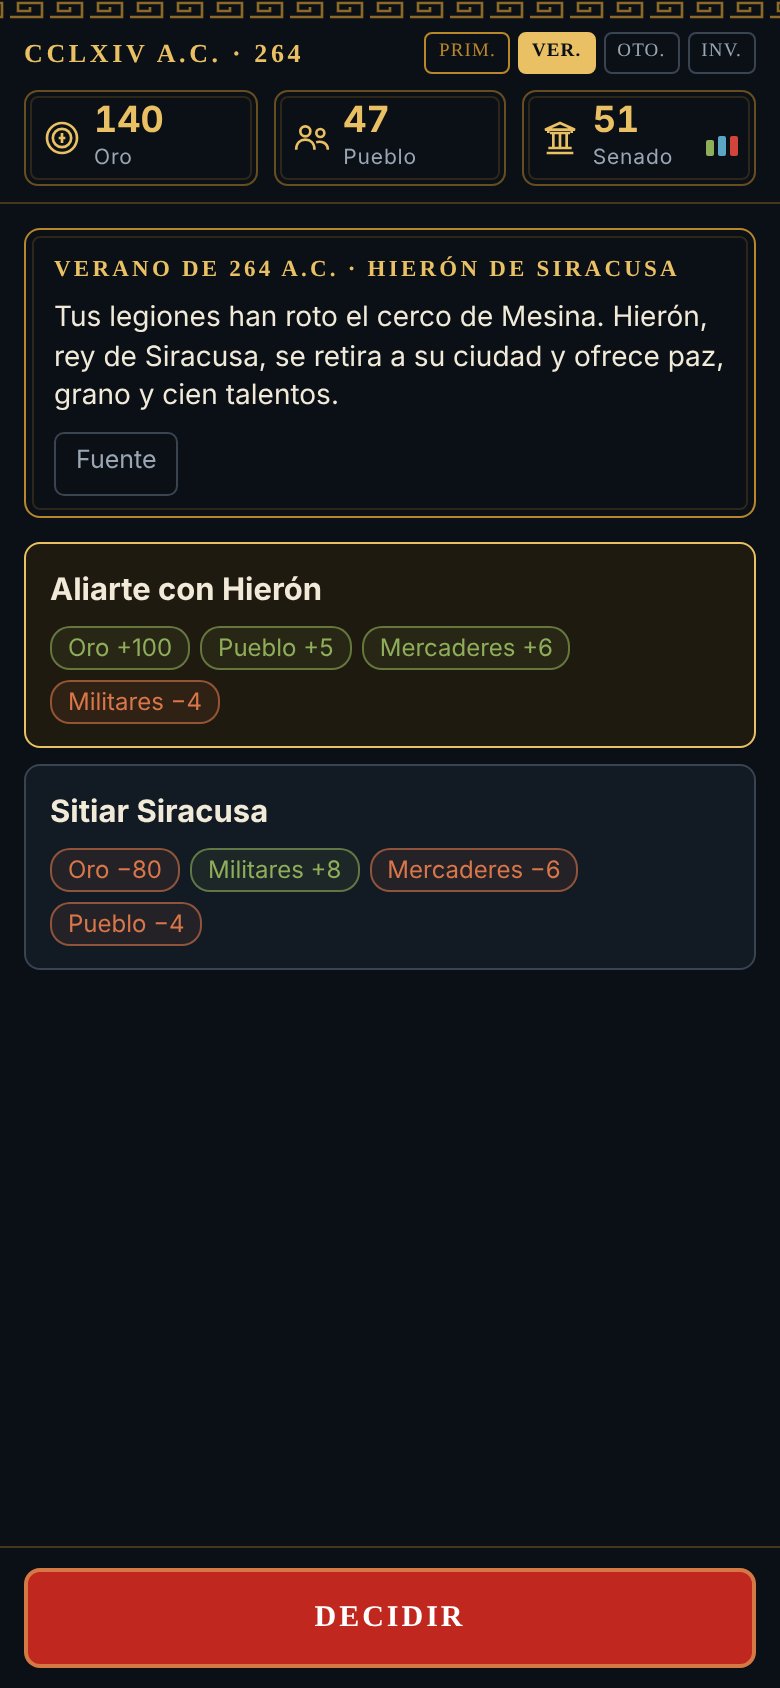 CCLXIV A.C. · 264
PRIM.
VER.
OTO.
INV.
140
Oro
47
Pueblo
51
Senado
VERANO DE 264 A.C. · HIERÓN DE SIRACUSA
Tus legiones han roto el cerco de Mesina. Hierón,
rey de Siracusa, se retira a su ciudad y ofrece paz,
grano y cien talentos.
Fuente
Aliarte con Hierón
Oro +100
Pueblo +5
Mercaderes +6
Militares −4
Sitiar Siracusa
Oro −80
Militares +8
Mercaderes −6
Pueblo −4
DECIDIR